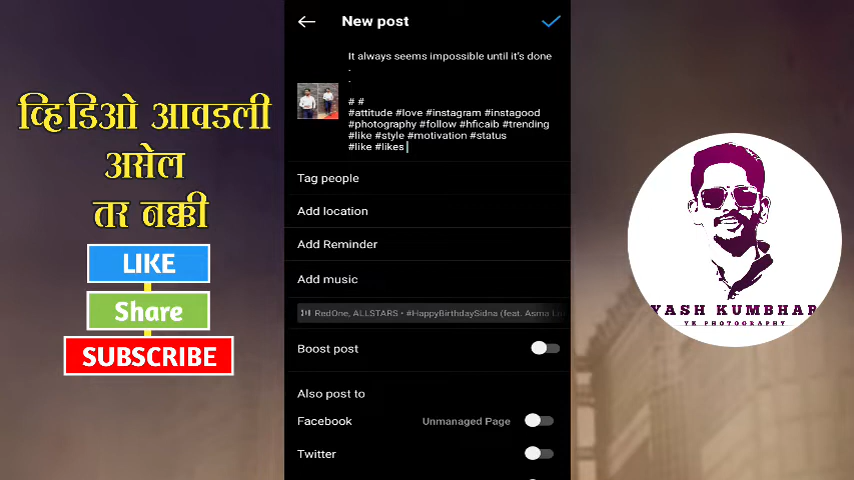 व्हिडिओ आवडली
असेल
तर नक्की
LIKE
Share
SUBSCRIBE
New post
It always seems impossible until it's done
.
.
# #
#attitude #love #instagram #instagood
#photography #follow #hficaib #trending
#like #style #motivation #status
#like #likes
Tag people
Add location
Add Reminder
Add music
RedOne, ALLSTARS • #HappyBirthdaySidna (feat. Asma
Boost post
Also post to
Facebook
Unmanaged Page
Twitter
YASH KUMBHAR
YK PHOTOGRAPHY